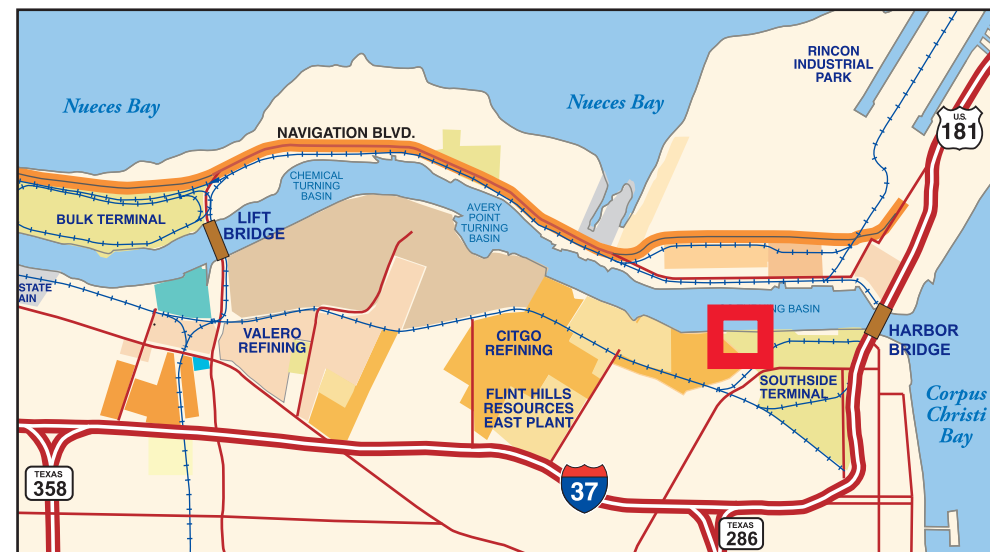 RINCON
INDUSTRIAL
PARK
Nueces Bay
Nueces Bay
U.S.
181
NAVIGATION BLVD.
CHEMICAL
TURNING
BASIN
BULK TERMINAL
LIFT
BRIDGE
AVERY
POINT
TURNING
BASIN
STATE
AIN
BASIN
VALERO
REFINING
CITGO
REFINING
HARBOR
BRIDGE
SOUTHSIDE
TERMINAL
FLINT HILLS
RESOURCES
EAST PLANT
Corpus
Christi
Bay
TEXAS
358
37
TEXAS
286